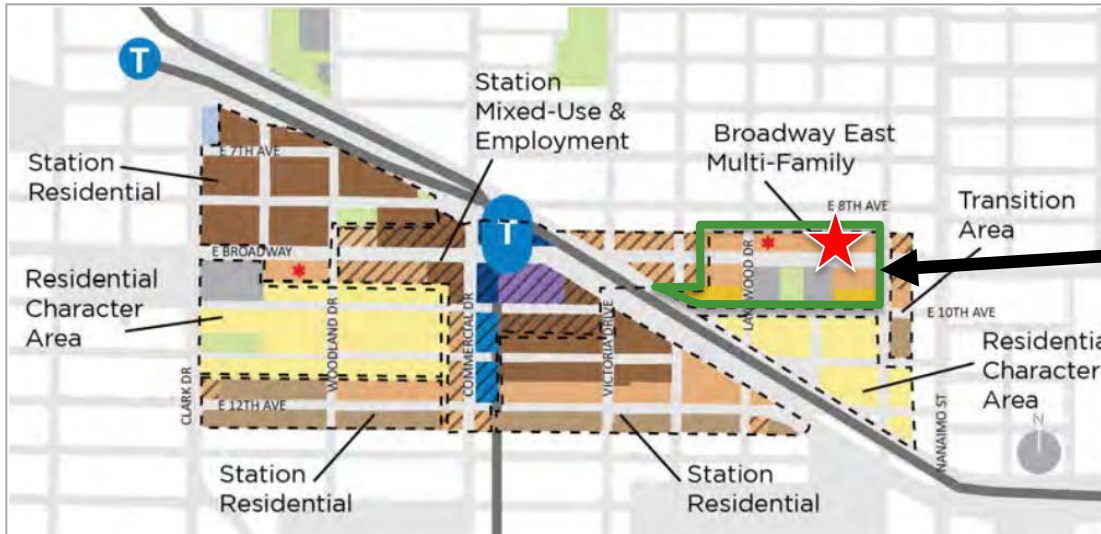 T
Station
Mixed-Use &
Employment
Broadway East
Multi-Family
Station
Residential
E 7TH AVE
E 8TH AVE
Transition
Area
T
E BROADWAY
*
*
Residential
Character
Area
WOODLAND DR
COMMERCIAL DR
VICTORIA DRIVE
LAKEWOOD DR
E 10TH AVE
Residentia
Character
Area
CLARK DR
E 12TH AVE
NANAIMO ST
N
Station
Residential
Station
Residential